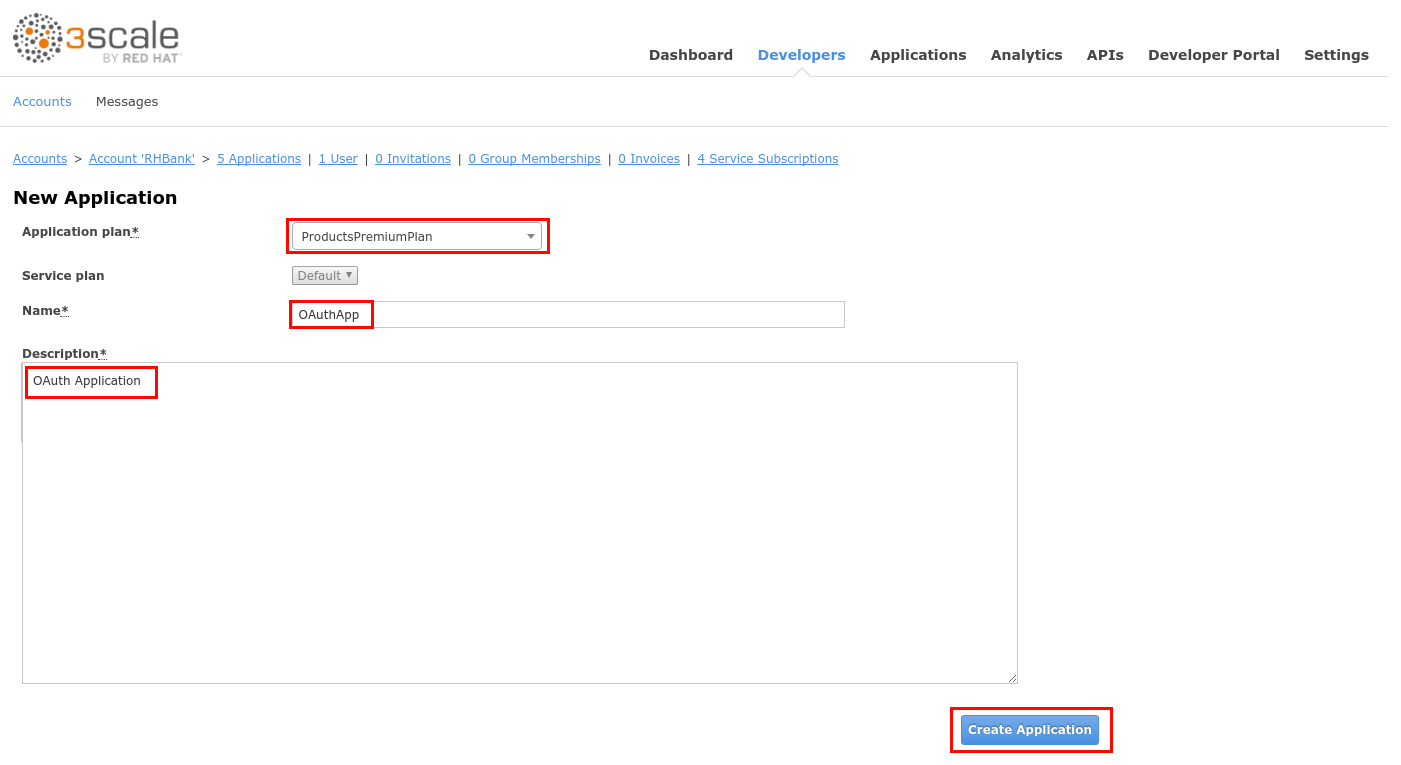 3scale
BY RED HAT
Dashboard Developers Applications Analytics APIs Developer Portal Settings
Accounts Messages
Accounts > Account 'RHBank' > 5 Applications | 1 User | 0 Invitations | 0 Group Memberships | 0 Invoices | 4 Service Subscriptions
New Application
Application plan* ProductsPremiumPlan
Service plan Default
Name* OAuthApp
Description*
OAuth Application
Create Application